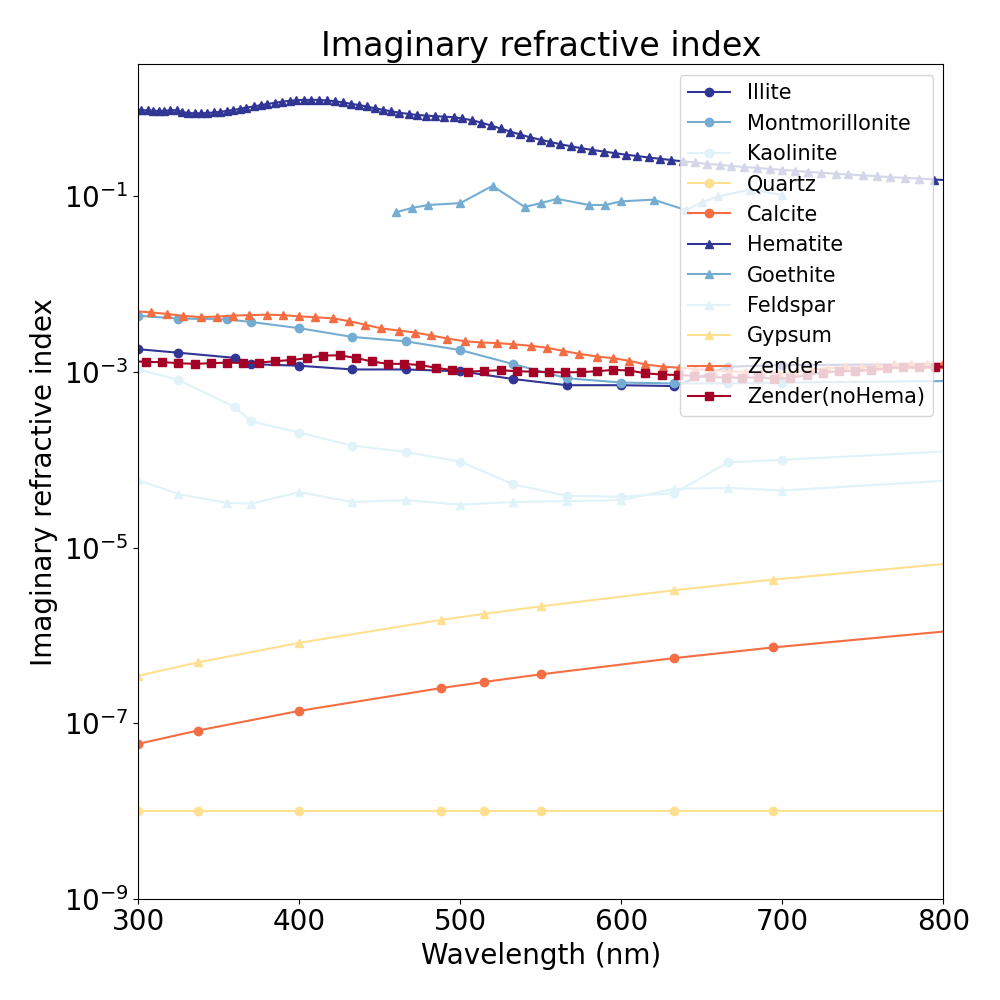 Imaginary refractive index
Imaginary refractive index
10⁻¹
10⁻³
10⁻⁵
10⁻⁷
10⁻⁹
Illite
Montmorillonite
Kaolinite
Quartz
Calcite
Hematite
Goethite
Feldspar
Gypsum
Zender
Zender(noHema)
300 400 500 600 700 800
Wavelength (nm)